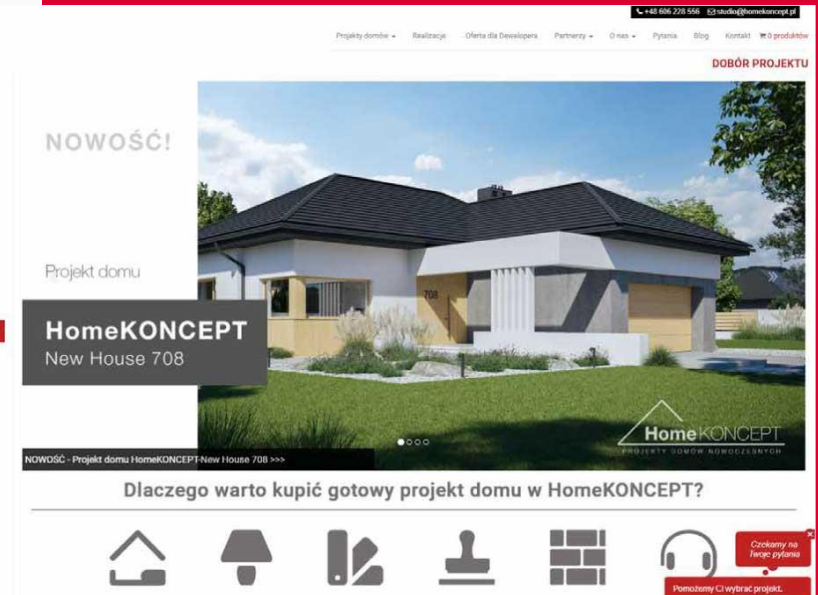 +48 606 228 556 studio@homekoncept.pl
Projekty domów Realizacje Oferta dla Dewelopera Partnerzy O nas Pytania Blog Kontakt 0 produktów
DOBÓR PROJEKTU
NOWOŚĆ!
Projekt domu
HomeKONCEPT
New House 708
708
HomeKONCEPT
PROJEKTY DOMÓW NOWOCZESNYCH
NOWOŚĆ - Projekt domu HomeKONCEPT-New House 708 >>>
Dlaczego warto kupić gotowy projekt domu w HomeKONCEPT?
Czekamy na
Twoje pytania
Pomożemy Ci wybrać projekt.